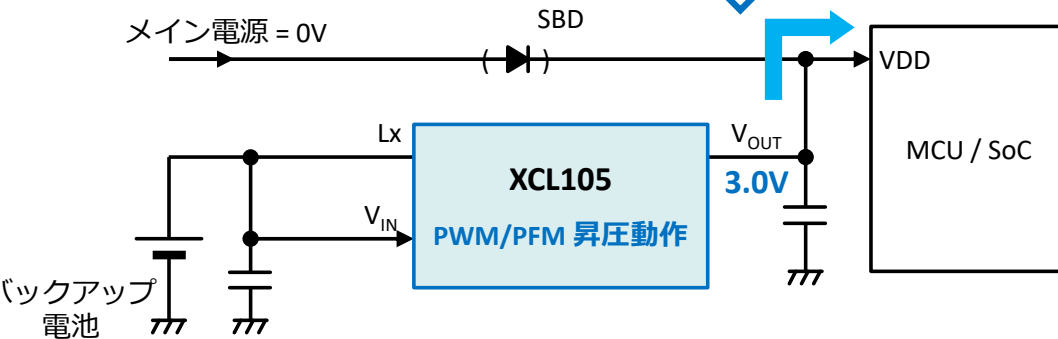 メイン電源 = 0V
SBD
( )
VDD
Lx
VOUT
3.0V
XCL105
PWM/PFM 昇圧動作
VIN
MCU / SoC
バックアップ
電池